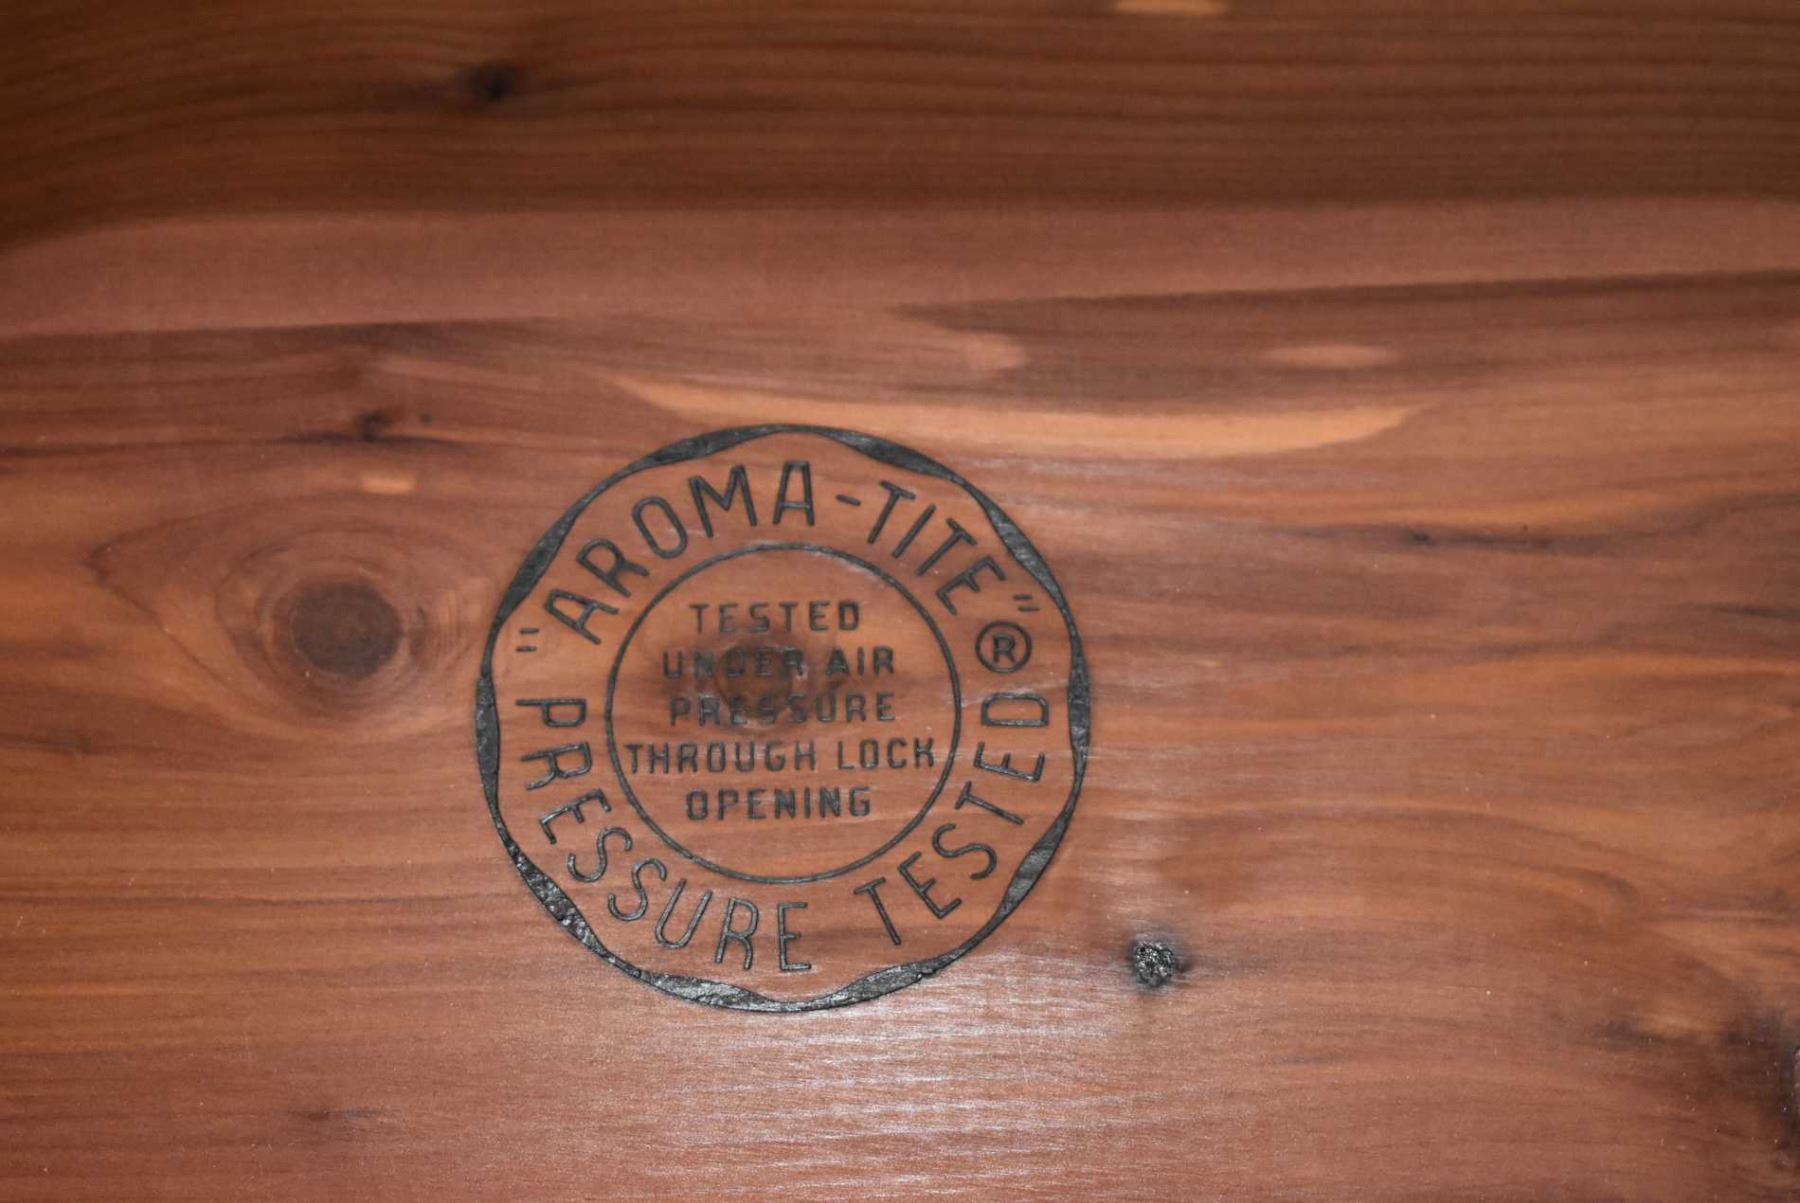 "AROMA-TITE"®
TESTED
UNDER AIR
PRESSURE
THROUGH LOCK
OPENING
PRESSURE TESTED